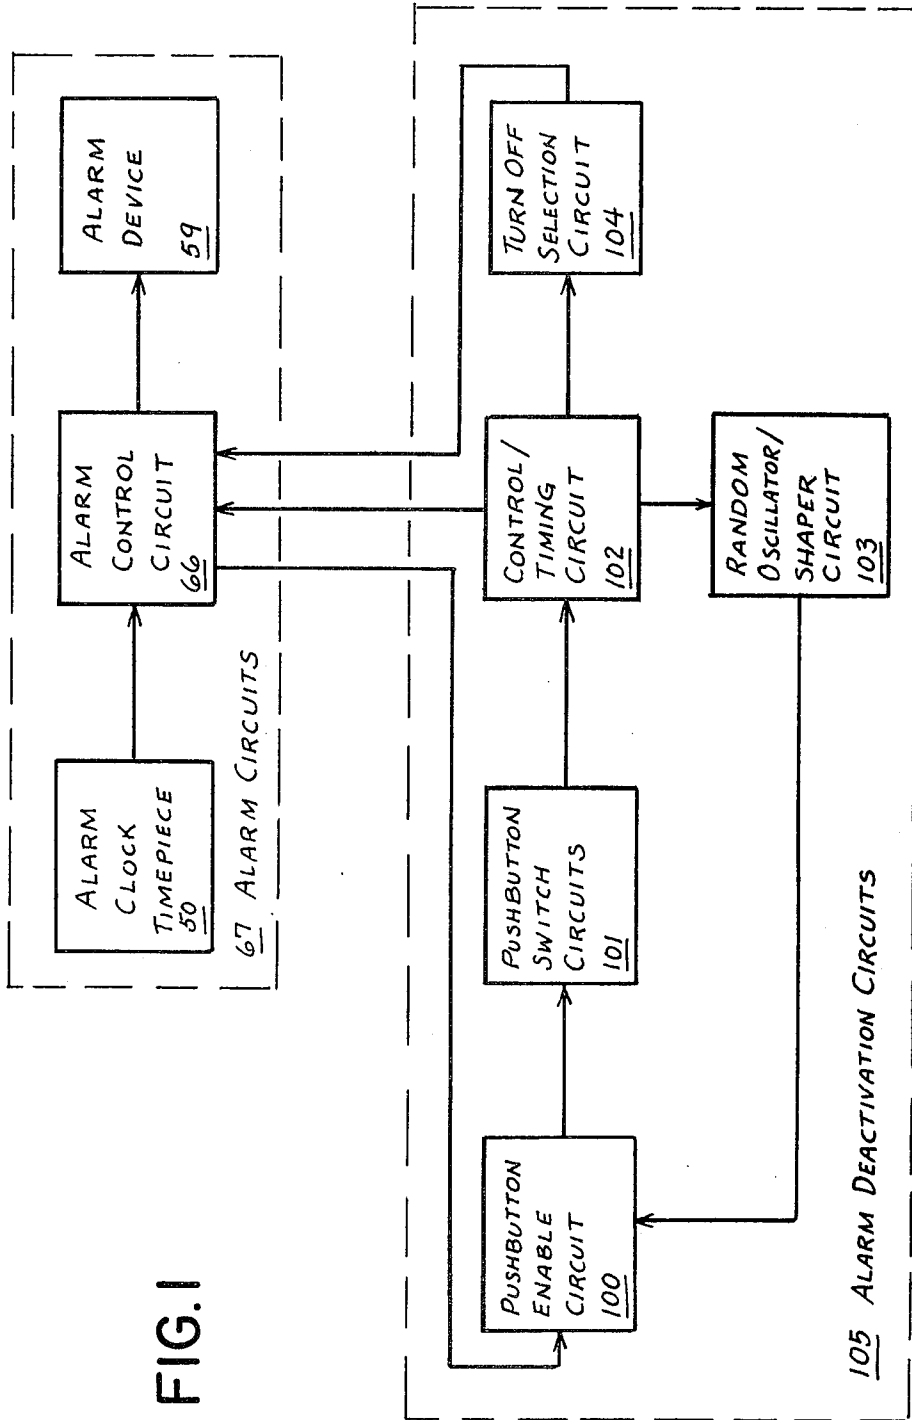 FIG. 1
ALARM
CLOCK
TIMEPIECE
50
ALARM
CONTROL
CIRCUIT
66
ALARM
DEVICE
59
67 ALARM CIRCUITS
PUSHBUTTON
ENABLE
CIRCUIT
100
PUSHBUTTON
SWITCH
CIRCUITS
101
CONTROL/
TIMING
CIRCUIT
102
TURN OFF
SELECTION
CIRCUIT
104
RANDOM
OSCILLATOR/
SHAPER
CIRCUIT
103
105 ALARM DEACTIVATION CIRCUITS